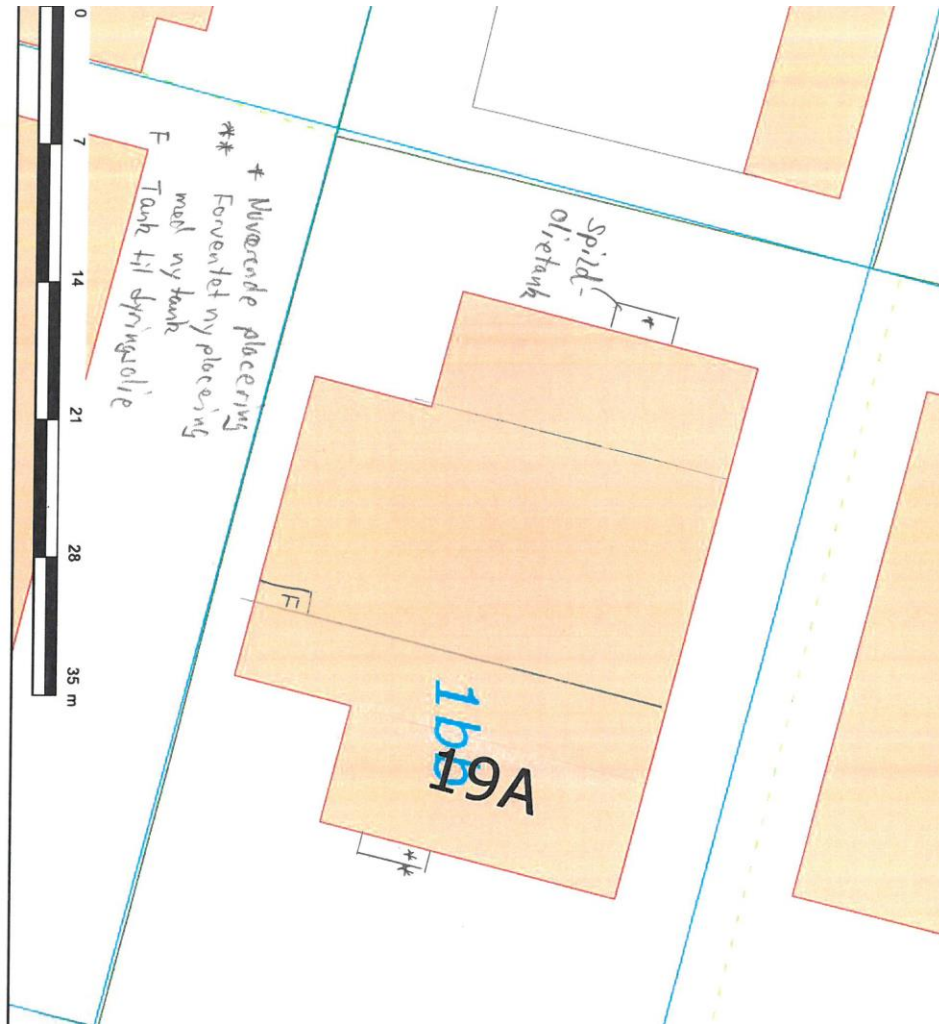 0
7
14
21
28
35 m
* Nuværende placering
** Forventet ny placering
med ny tank
F Tank til fyringsolie
Spild-
olietank
*
F
1bb
19A
**